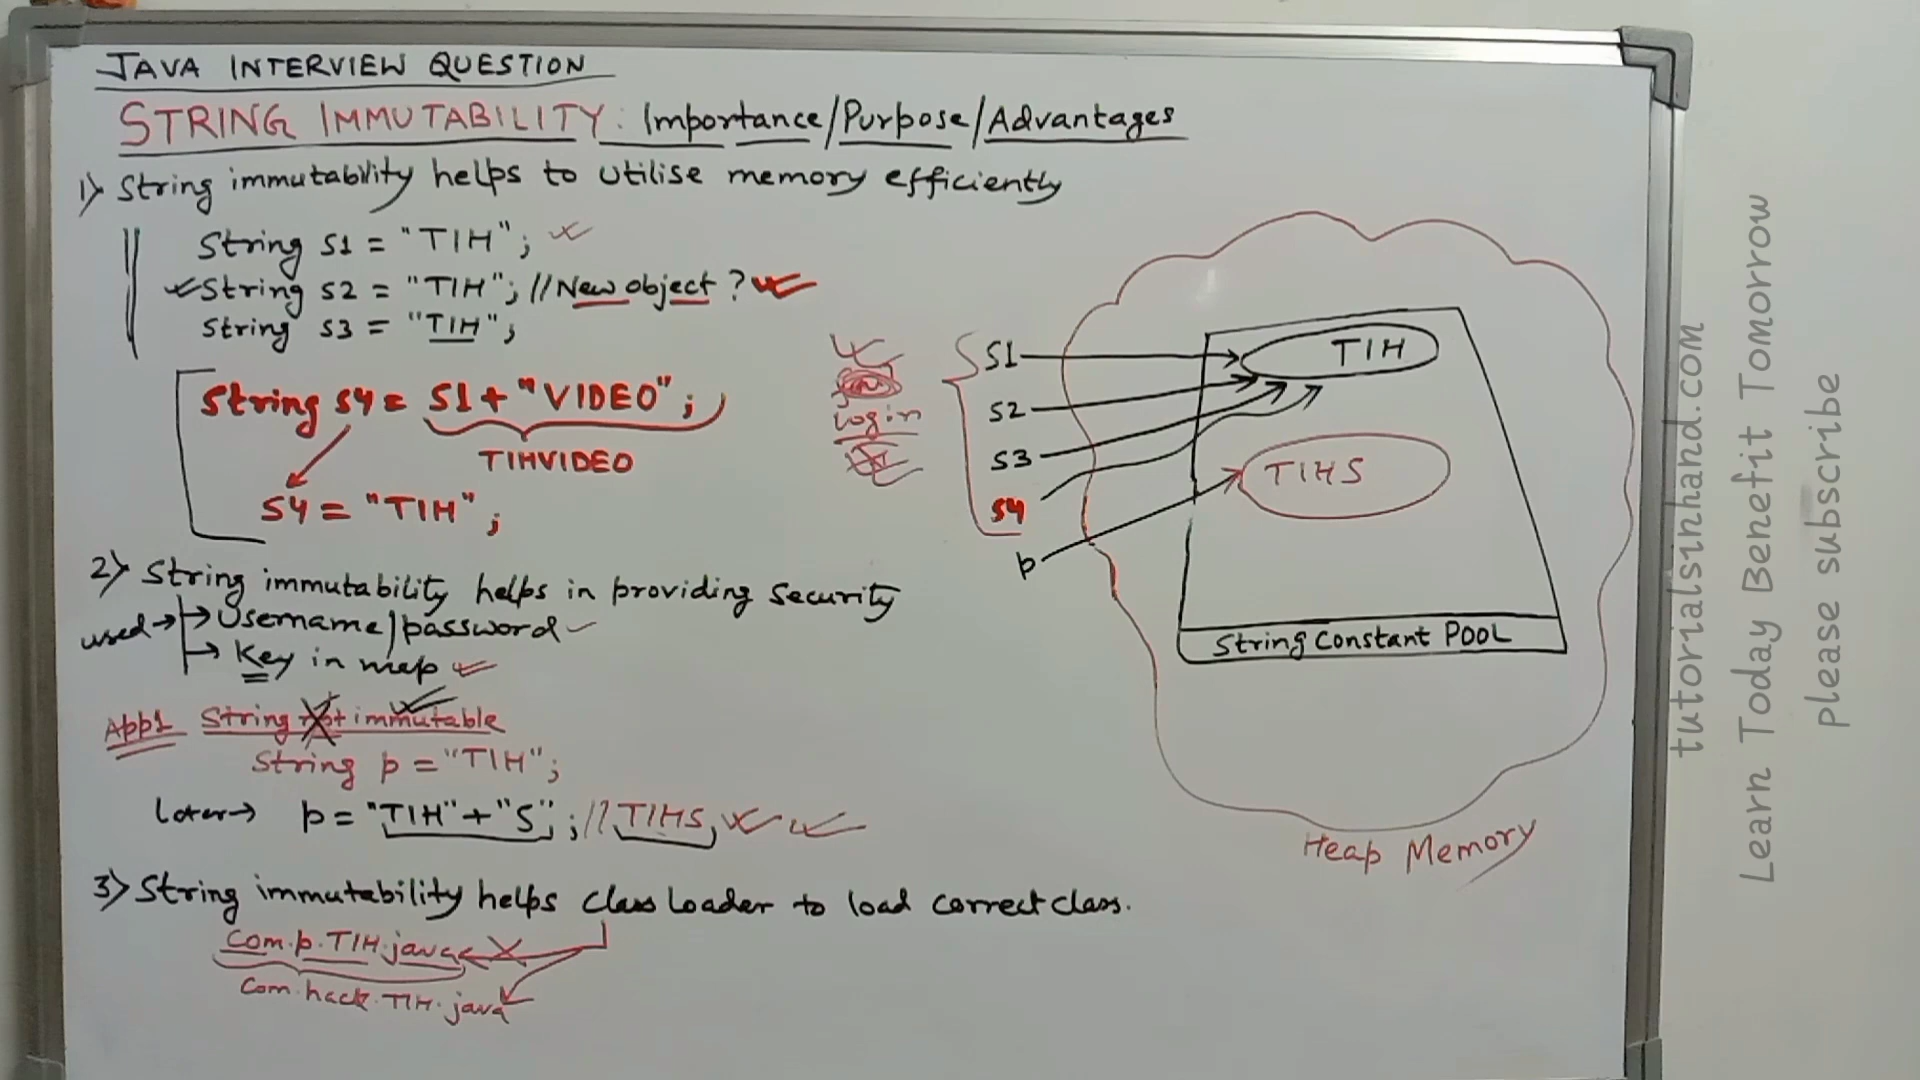 JAVA INTERVIEW QUESTION
STRING IMMUTABILITY: Importance/Purpose/Advantages
1) String immutability helps to utilise memory efficiently
String s1 = "TIH";
String s2 = "TIH"; //New object?
String s3 = "TIH";
String s4 = s1+"VIDEO";
TIHVIDEO
s4 = "TIH";
2) String immutability helps in providing security
used → → Username/password
→ Key in map
App1 String not immutable
String p = "TIH";
Later → p = "TIH"+"S"; // TIHS
3) String immutability helps class loader to load correct class.
Com.p.TIH.java
Com.hack.TIH.java
login
S1
S2
S3
S4
p
TIH
TIHS
String Constant POOL
Heap Memory
tutorialsinhand.com
Learn Today Benefit Tomorrow
please subscribe